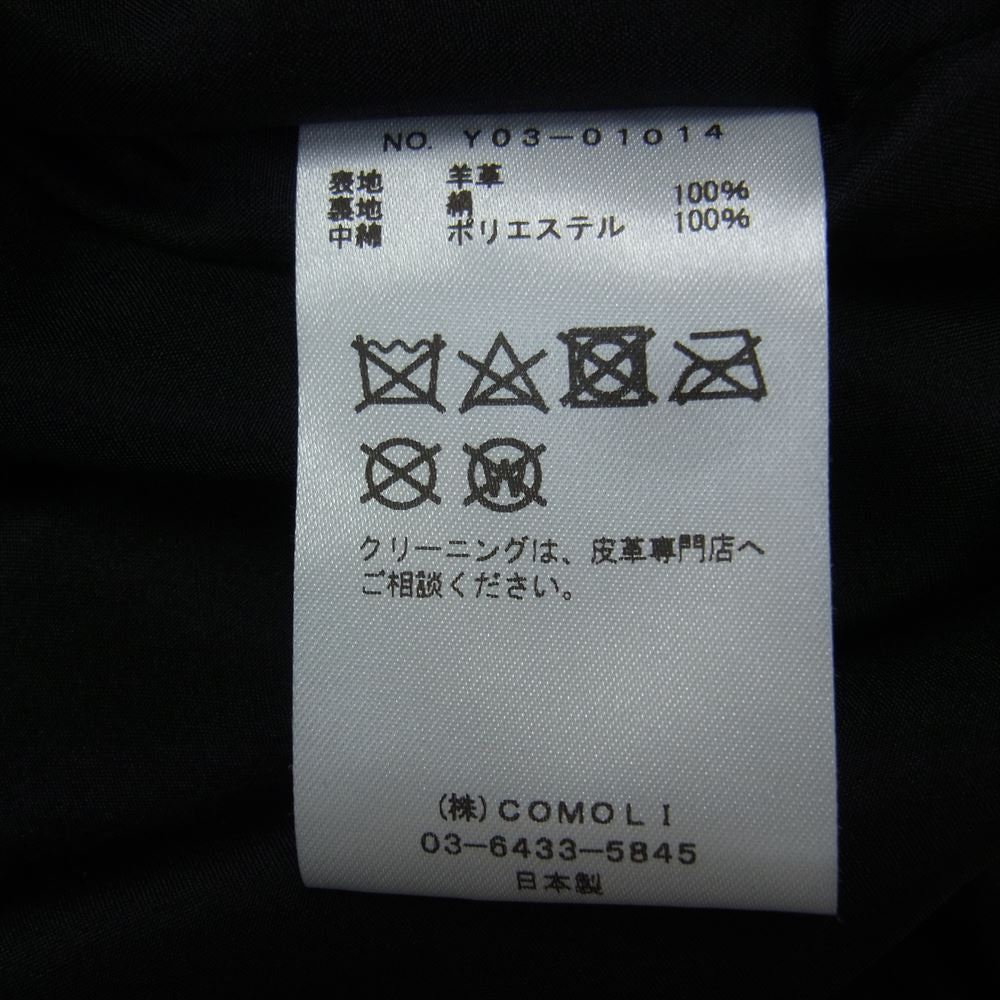 NO. Y03-01014
表地 羊革
裏地 絹 100%
中綿 ポリエステル 100%
W
クリーニングは、皮革専門店へ
ご相談ください。
(株)COMOLI
03-6433-5845
日本製